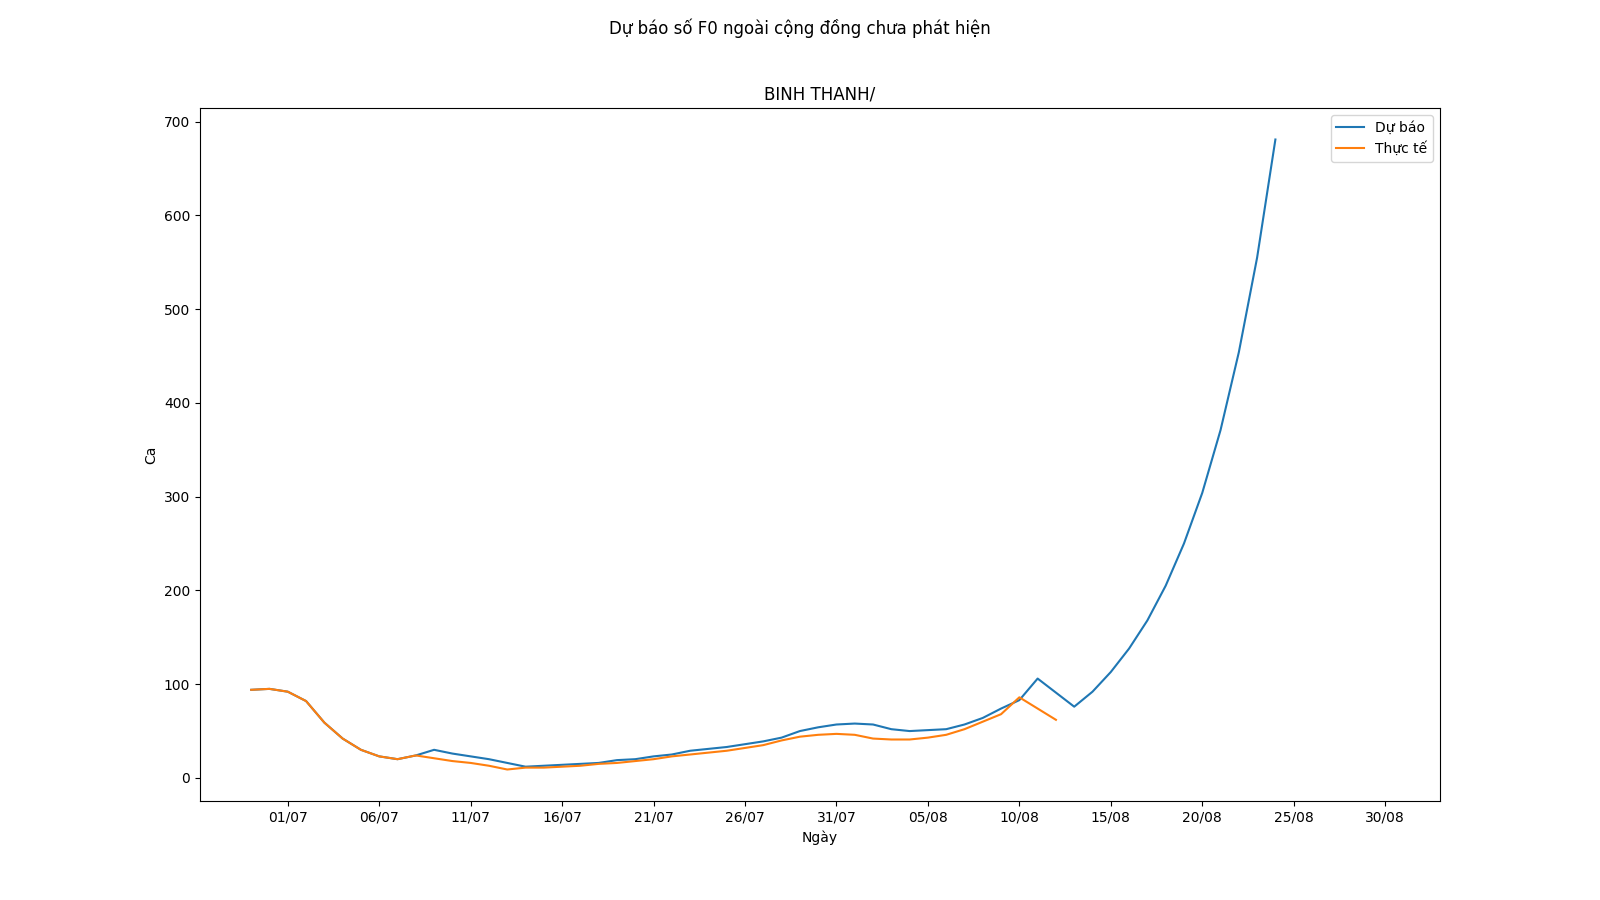 Dự báo số F0 ngoài cộng đồng chưa phát hiện
BINH THANH/
Dự báo
Thực tế
700
600
500
400
300
200
100
0
Ca
01/07 06/07 11/07 16/07 21/07 26/07 31/07 05/08 10/08 15/08 20/08 25/08 30/08
Ngày